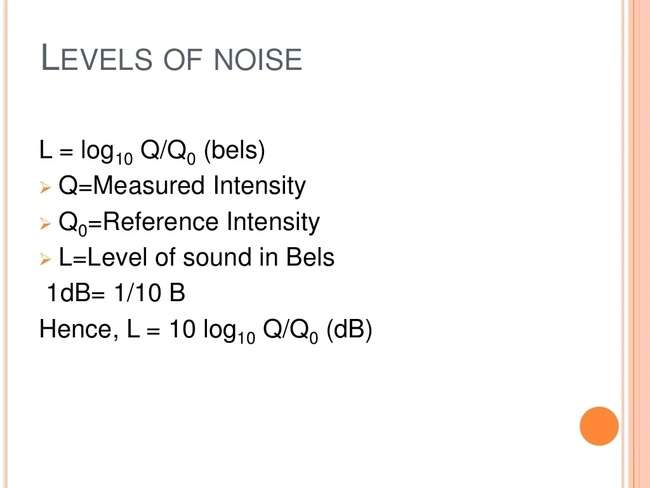 LEVELS OF NOISE
L = log₁₀ Q/Q₀ (bels)
➢ Q=Measured Intensity
➢ Q₀=Reference Intensity
➢ L=Level of sound in Bels
1dB= 1/10 B
Hence, L = 10 log₁₀ Q/Q₀ (dB)